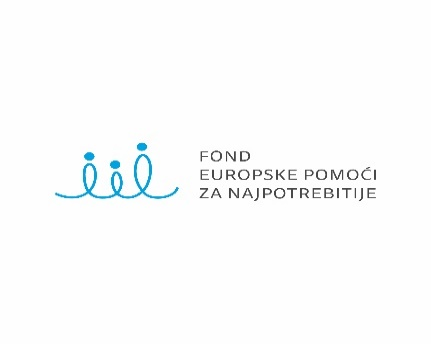 FOND
EUROPSKE POMOĆI
ZA NAJPOTREBITIJE